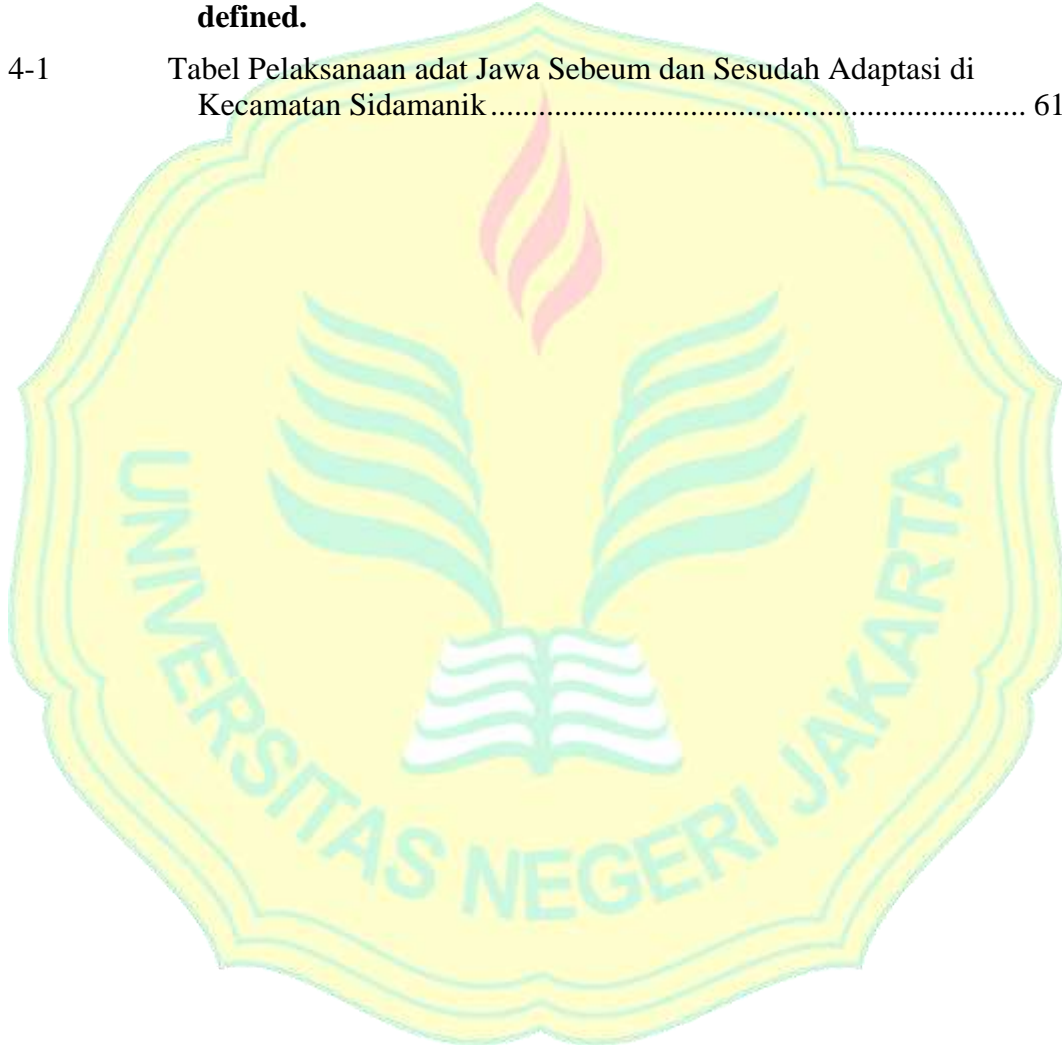 defined.
4-1 Tabel Pelaksanaan adat Jawa Sebeum dan Sesudah Adaptasi di
Kecamatan Sidamanik.................................................................... 61
UNIVERSITAS NEGERI JAKARTA